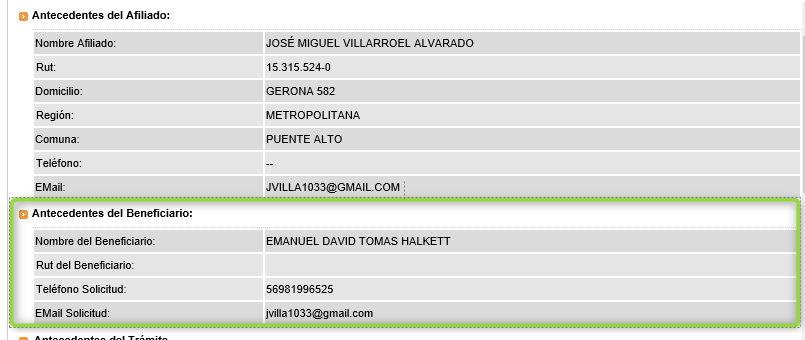 Antecedentes del Afiliado:
Nombre Afiliado: JOSÉ MIGUEL VILLARROEL ALVARADO
Rut: 15.315.524-0
Domicilio: GERONA 582
Región: METROPOLITANA
Comuna: PUENTE ALTO
Teléfono: --
EMail: JVILLA1033@GMAIL.COM
Antecedentes del Beneficiario:
Nombre del Beneficiario: EMANUEL DAVID TOMAS HALKETT
Rut del Beneficiario:
Teléfono Solicitud: 56981996525
EMail Solicitud: jvilla1033@gmail.com
Antecedentes del Trámite